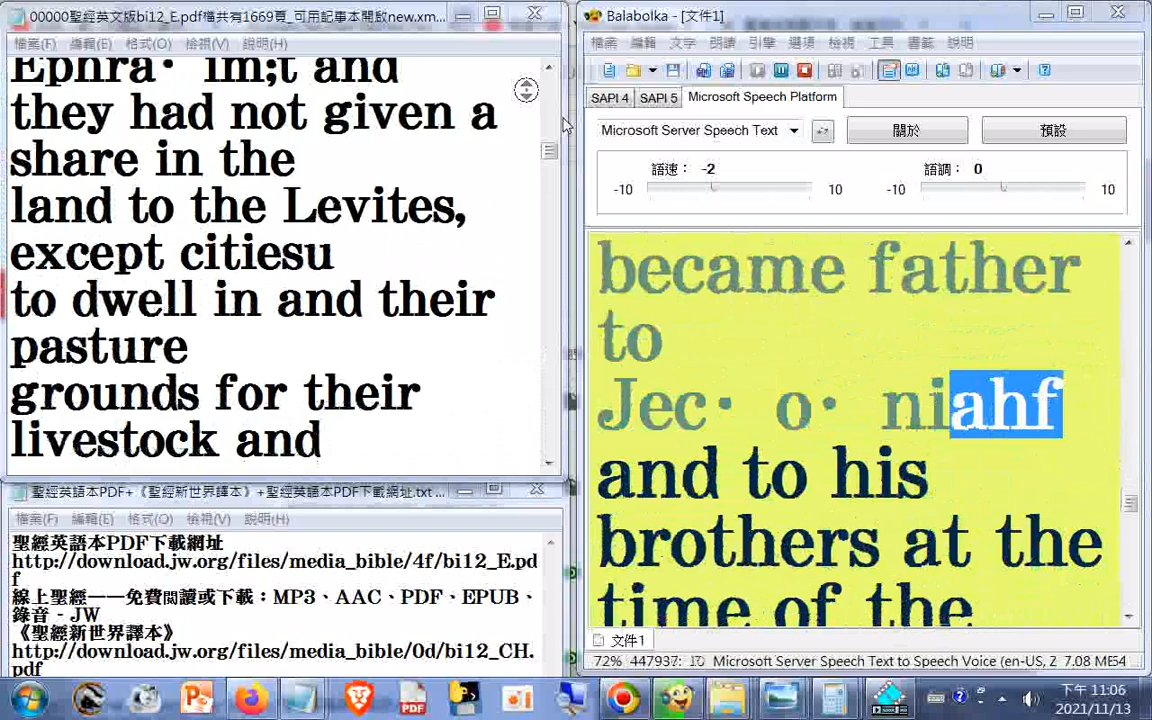 00000聖經英文版bi12_E.pdf檔共有1669頁_可用記事本開啟new.xm...
檔案(F) 編輯(E) 格式(O) 檢視(V) 說明(H)
Ephra· im;t and
they had not given a
share in the
land to the Levites,
except citiesu
to dwell in and their
pasture
grounds for their
livestock and
聖經英語本PDF+《聖經新世界譯本》+聖經英語本PDF下載網址.txt ...
檔案(F) 編輯(E) 格式(O) 檢視(V) 說明(H)
聖經英語本PDF下載網址
http://download.jw.org/files/media_bible/4f/bi12_E.pd
f
線上聖經——免費閱讀或下載：MP3、AAC、PDF、EPUB、
錄音 - JW
《聖經新世界譯本》
http://download.jw.org/files/media_bible/0d/bi12_CH.
pdf
Balabolka - [文件1]
檔案 編輯 文字 朗讀 引擎 選項 檢視 工具 書籤 說明
SAPI 4 SAPI 5 Microsoft Speech Platform
Microsoft Server Speech Text 關於 預設
語速： -2 語調： 0
-10 10 -10 10
became father
to
Jec· o· niahf
and to his
brothers at the
time of the
文件1
72% 447937: Microsoft Server Speech Text to Speech Voice (en-US, Z 7.08 ME54
下午 11:06
2021/11/13